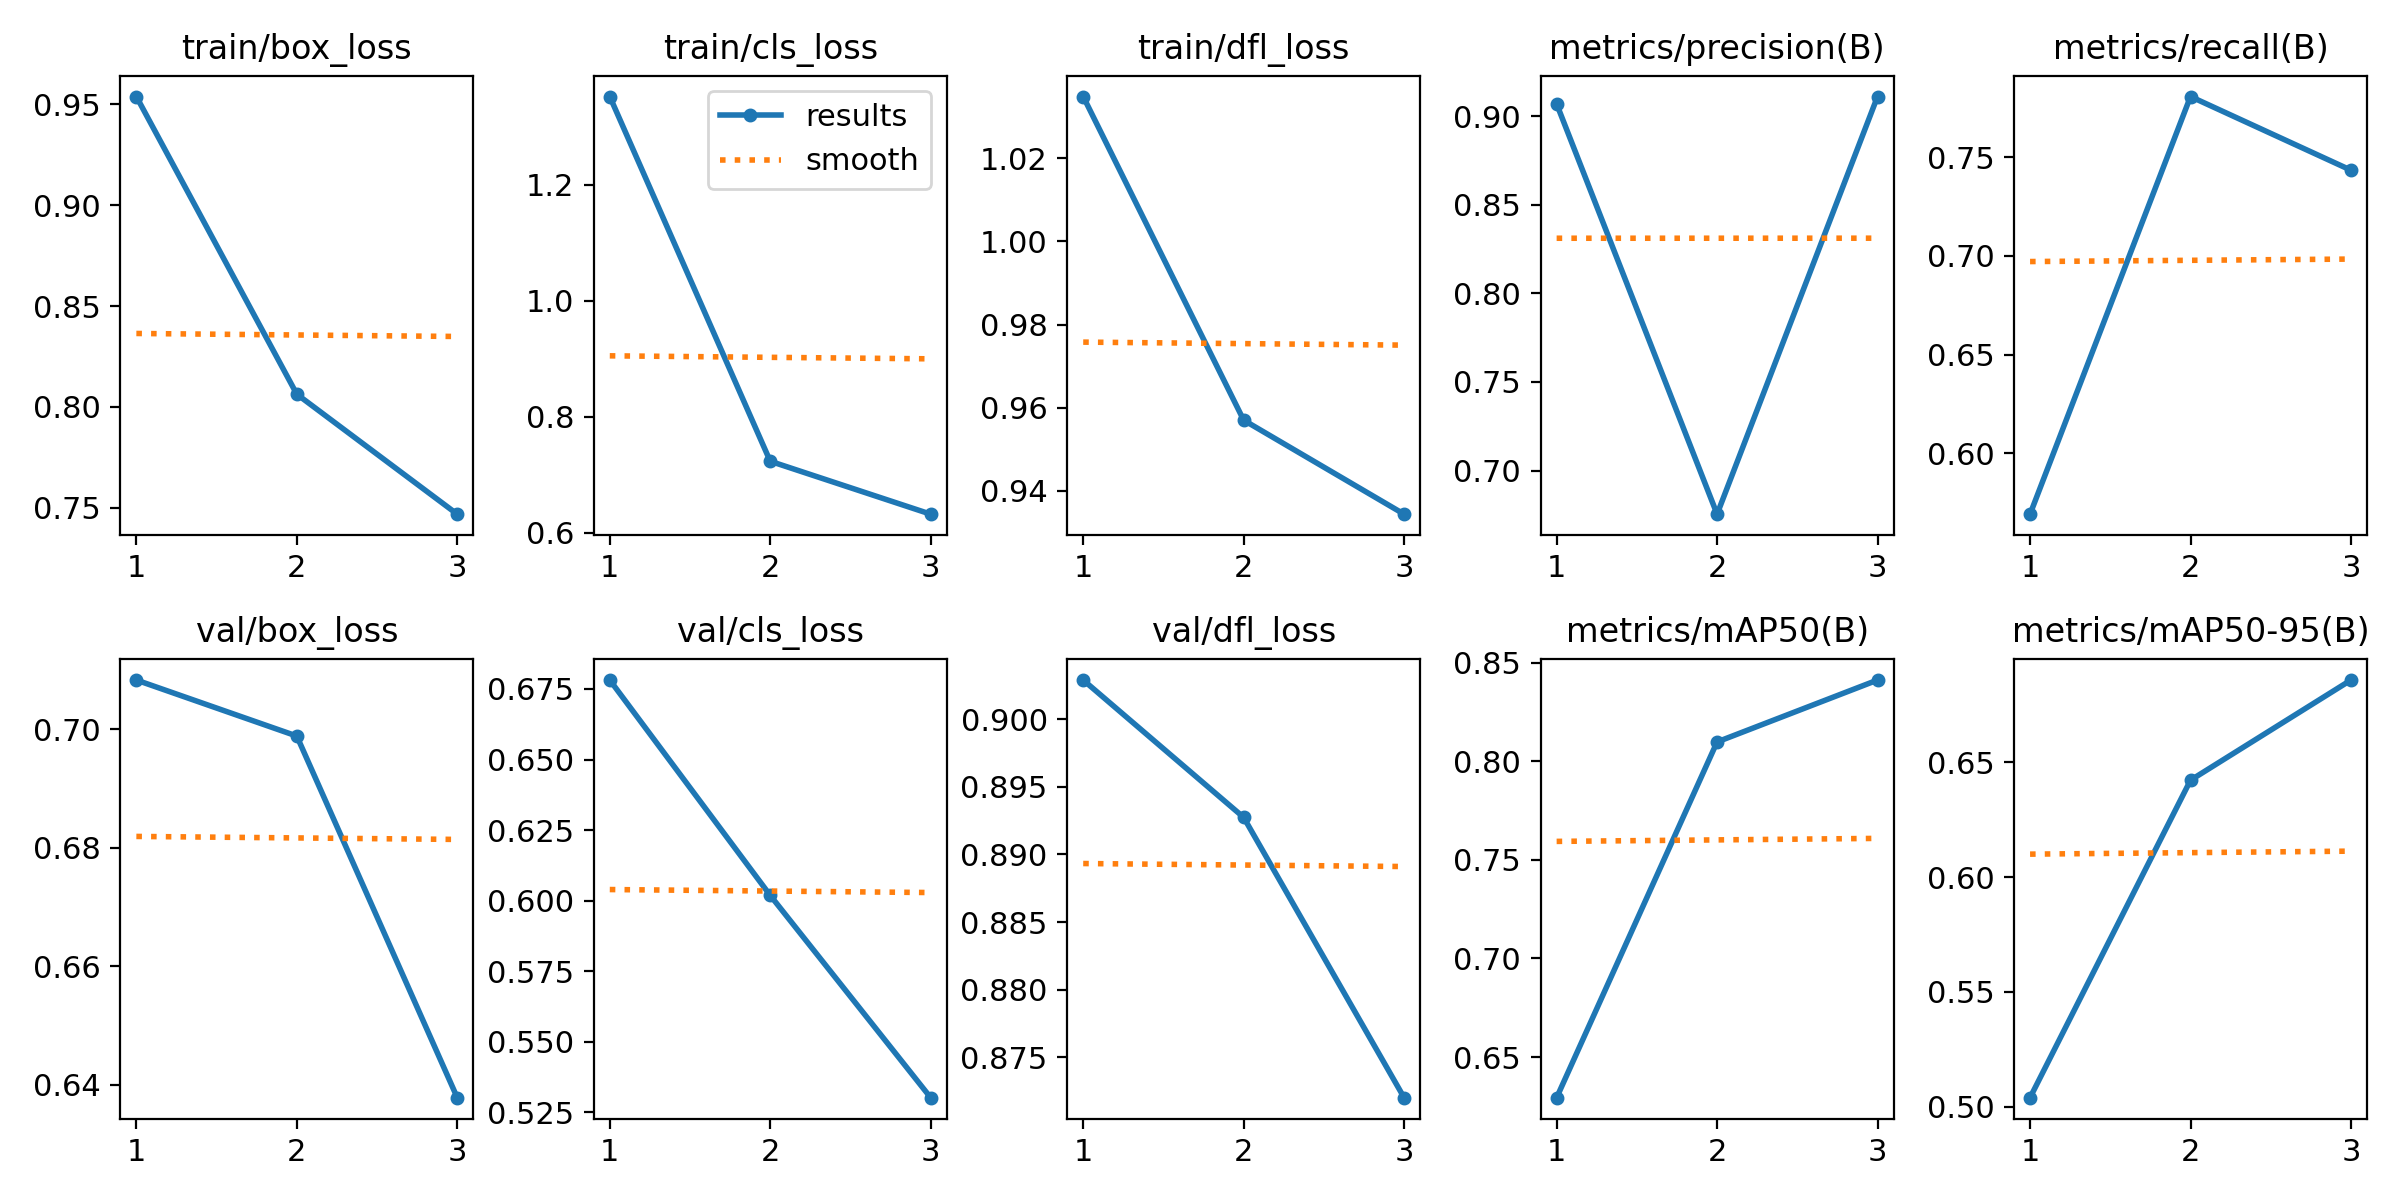 train/box_loss
0.95
0.90
0.85
0.80
0.75
1 2 3
train/cls_loss
results
smooth
1.2
1.0
0.8
0.6
1 2 3
train/dfl_loss
1.02
1.00
0.98
0.96
0.94
1 2 3
metrics/precision(B)
0.90
0.85
0.80
0.75
0.70
1 2 3
metrics/recall(B)
0.75
0.70
0.65
0.60
1 2 3
val/box_loss
0.70
0.68
0.66
0.64
1 2 3
val/cls_loss
0.675
0.650
0.625
0.600
0.575
0.550
0.525
1 2 3
val/dfl_loss
0.900
0.895
0.890
0.885
0.880
0.875
1 2 3
metrics/mAP50(B)
0.85
0.80
0.75
0.70
0.65
1 2 3
metrics/mAP50-95(B)
0.65
0.60
0.55
0.50
1 2 3